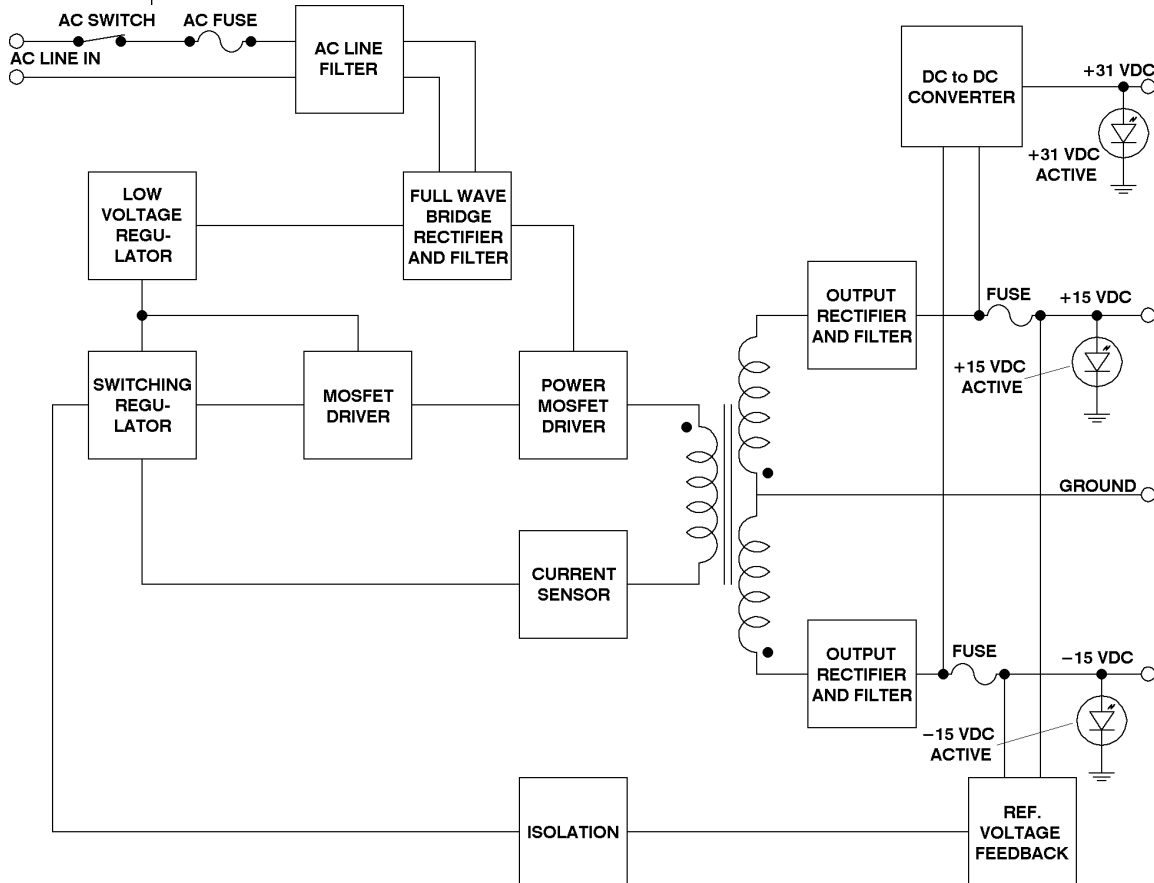 AC SWITCH
AC FUSE
AC LINE IN
AC LINE
FILTER
DC to DC
CONVERTER
+31 VDC
+31 VDC
ACTIVE
LOW
VOLTAGE
REGU-
LATOR
FULL WAVE
BRIDGE
RECTIFIER
AND FILTER
OUTPUT
RECTIFIER
AND FILTER
FUSE
+15 VDC
+15 VDC
ACTIVE
SWITCHING
REGU-
LATOR
MOSFET
DRIVER
POWER
MOSFET
DRIVER
GROUND
CURRENT
SENSOR
OUTPUT
RECTIFIER
AND FILTER
FUSE
−15 VDC
−15 VDC
ACTIVE
ISOLATION
REF.
VOLTAGE
FEEDBACK